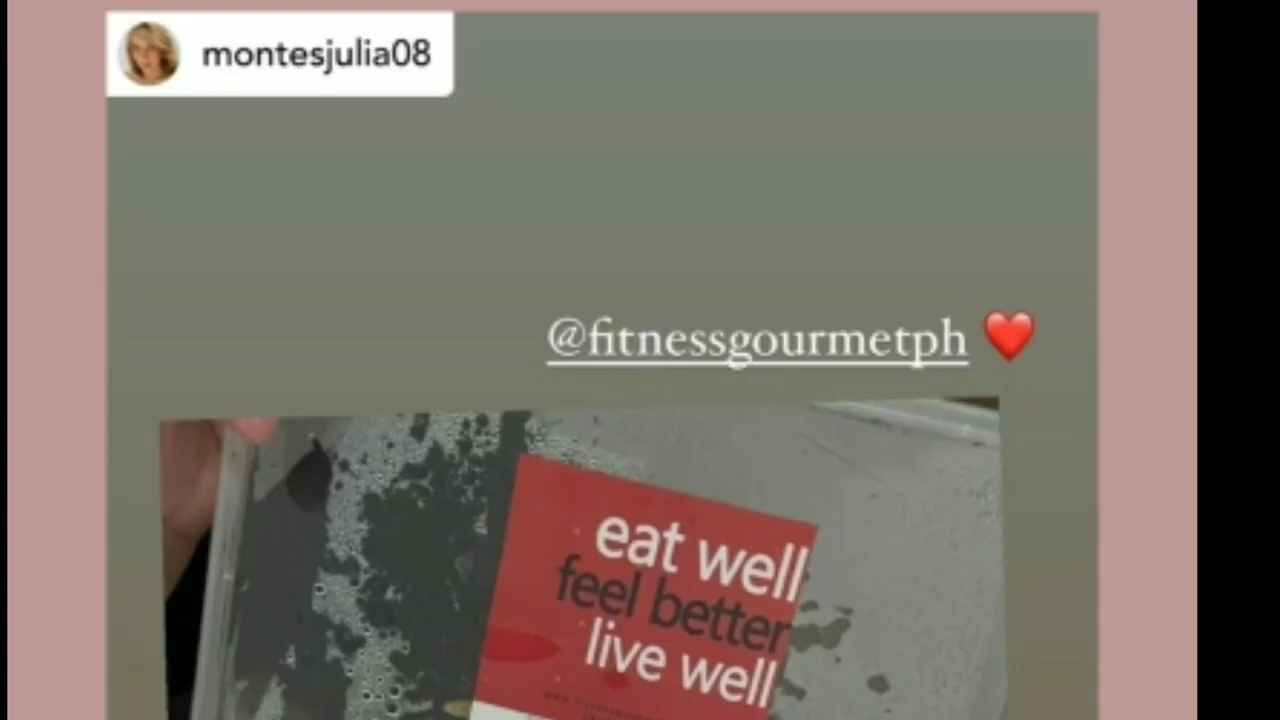 montesjulia08
@fitnessgourmetph ❤️
eat well
feel better
live well